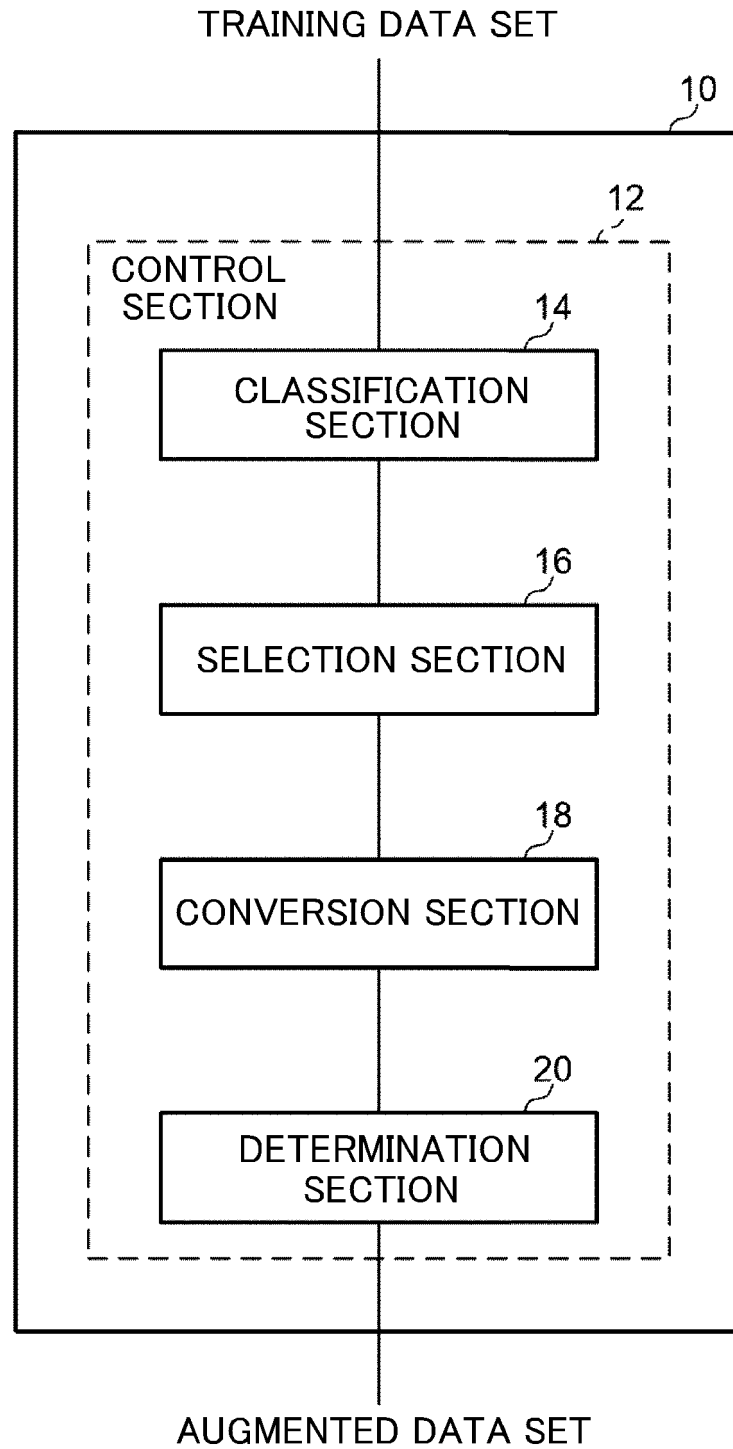 TRAINING DATA SET
10
12
CONTROL
SECTION
14
CLASSIFICATION
SECTION
16
SELECTION SECTION
18
CONVERSION SECTION
20
DETERMINATION
SECTION
AUGMENTED DATA SET